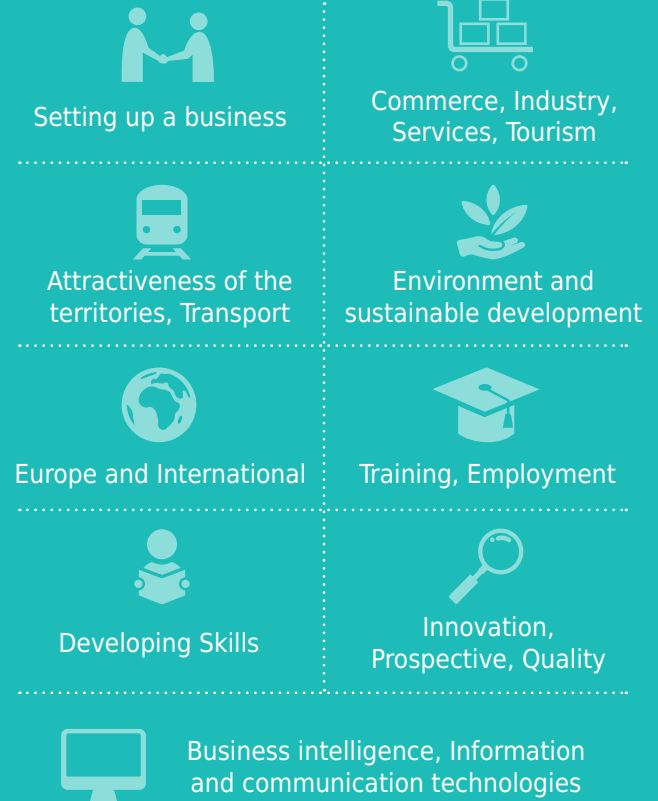 Setting up a business
Commerce, Industry,
Services, Tourism
Attractiveness of the
territories, Transport
Environment and
sustainable development
Europe and International
Training, Employment
Developing Skills
Innovation,
Prospective, Quality
Business intelligence, Information
and communication technologies